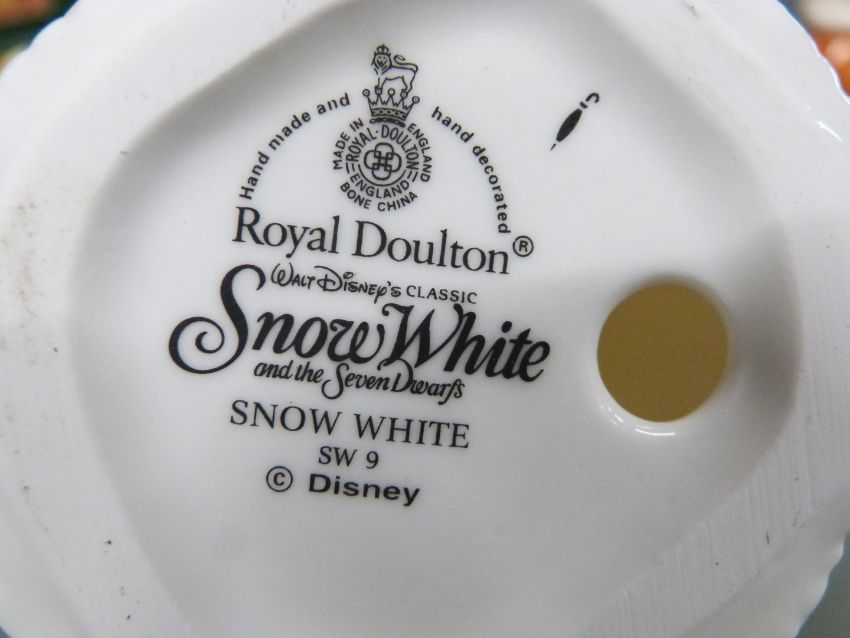 Hand made and hand decorated
MADE IN ENGLAND
ROYAL·DOULTON
ENGLAND
BONE CHINA
Royal Doulton®
WALT DISNEY'S CLASSIC
Snow White
and the Seven Dwarfs
SNOW WHITE
SW 9
© Disney